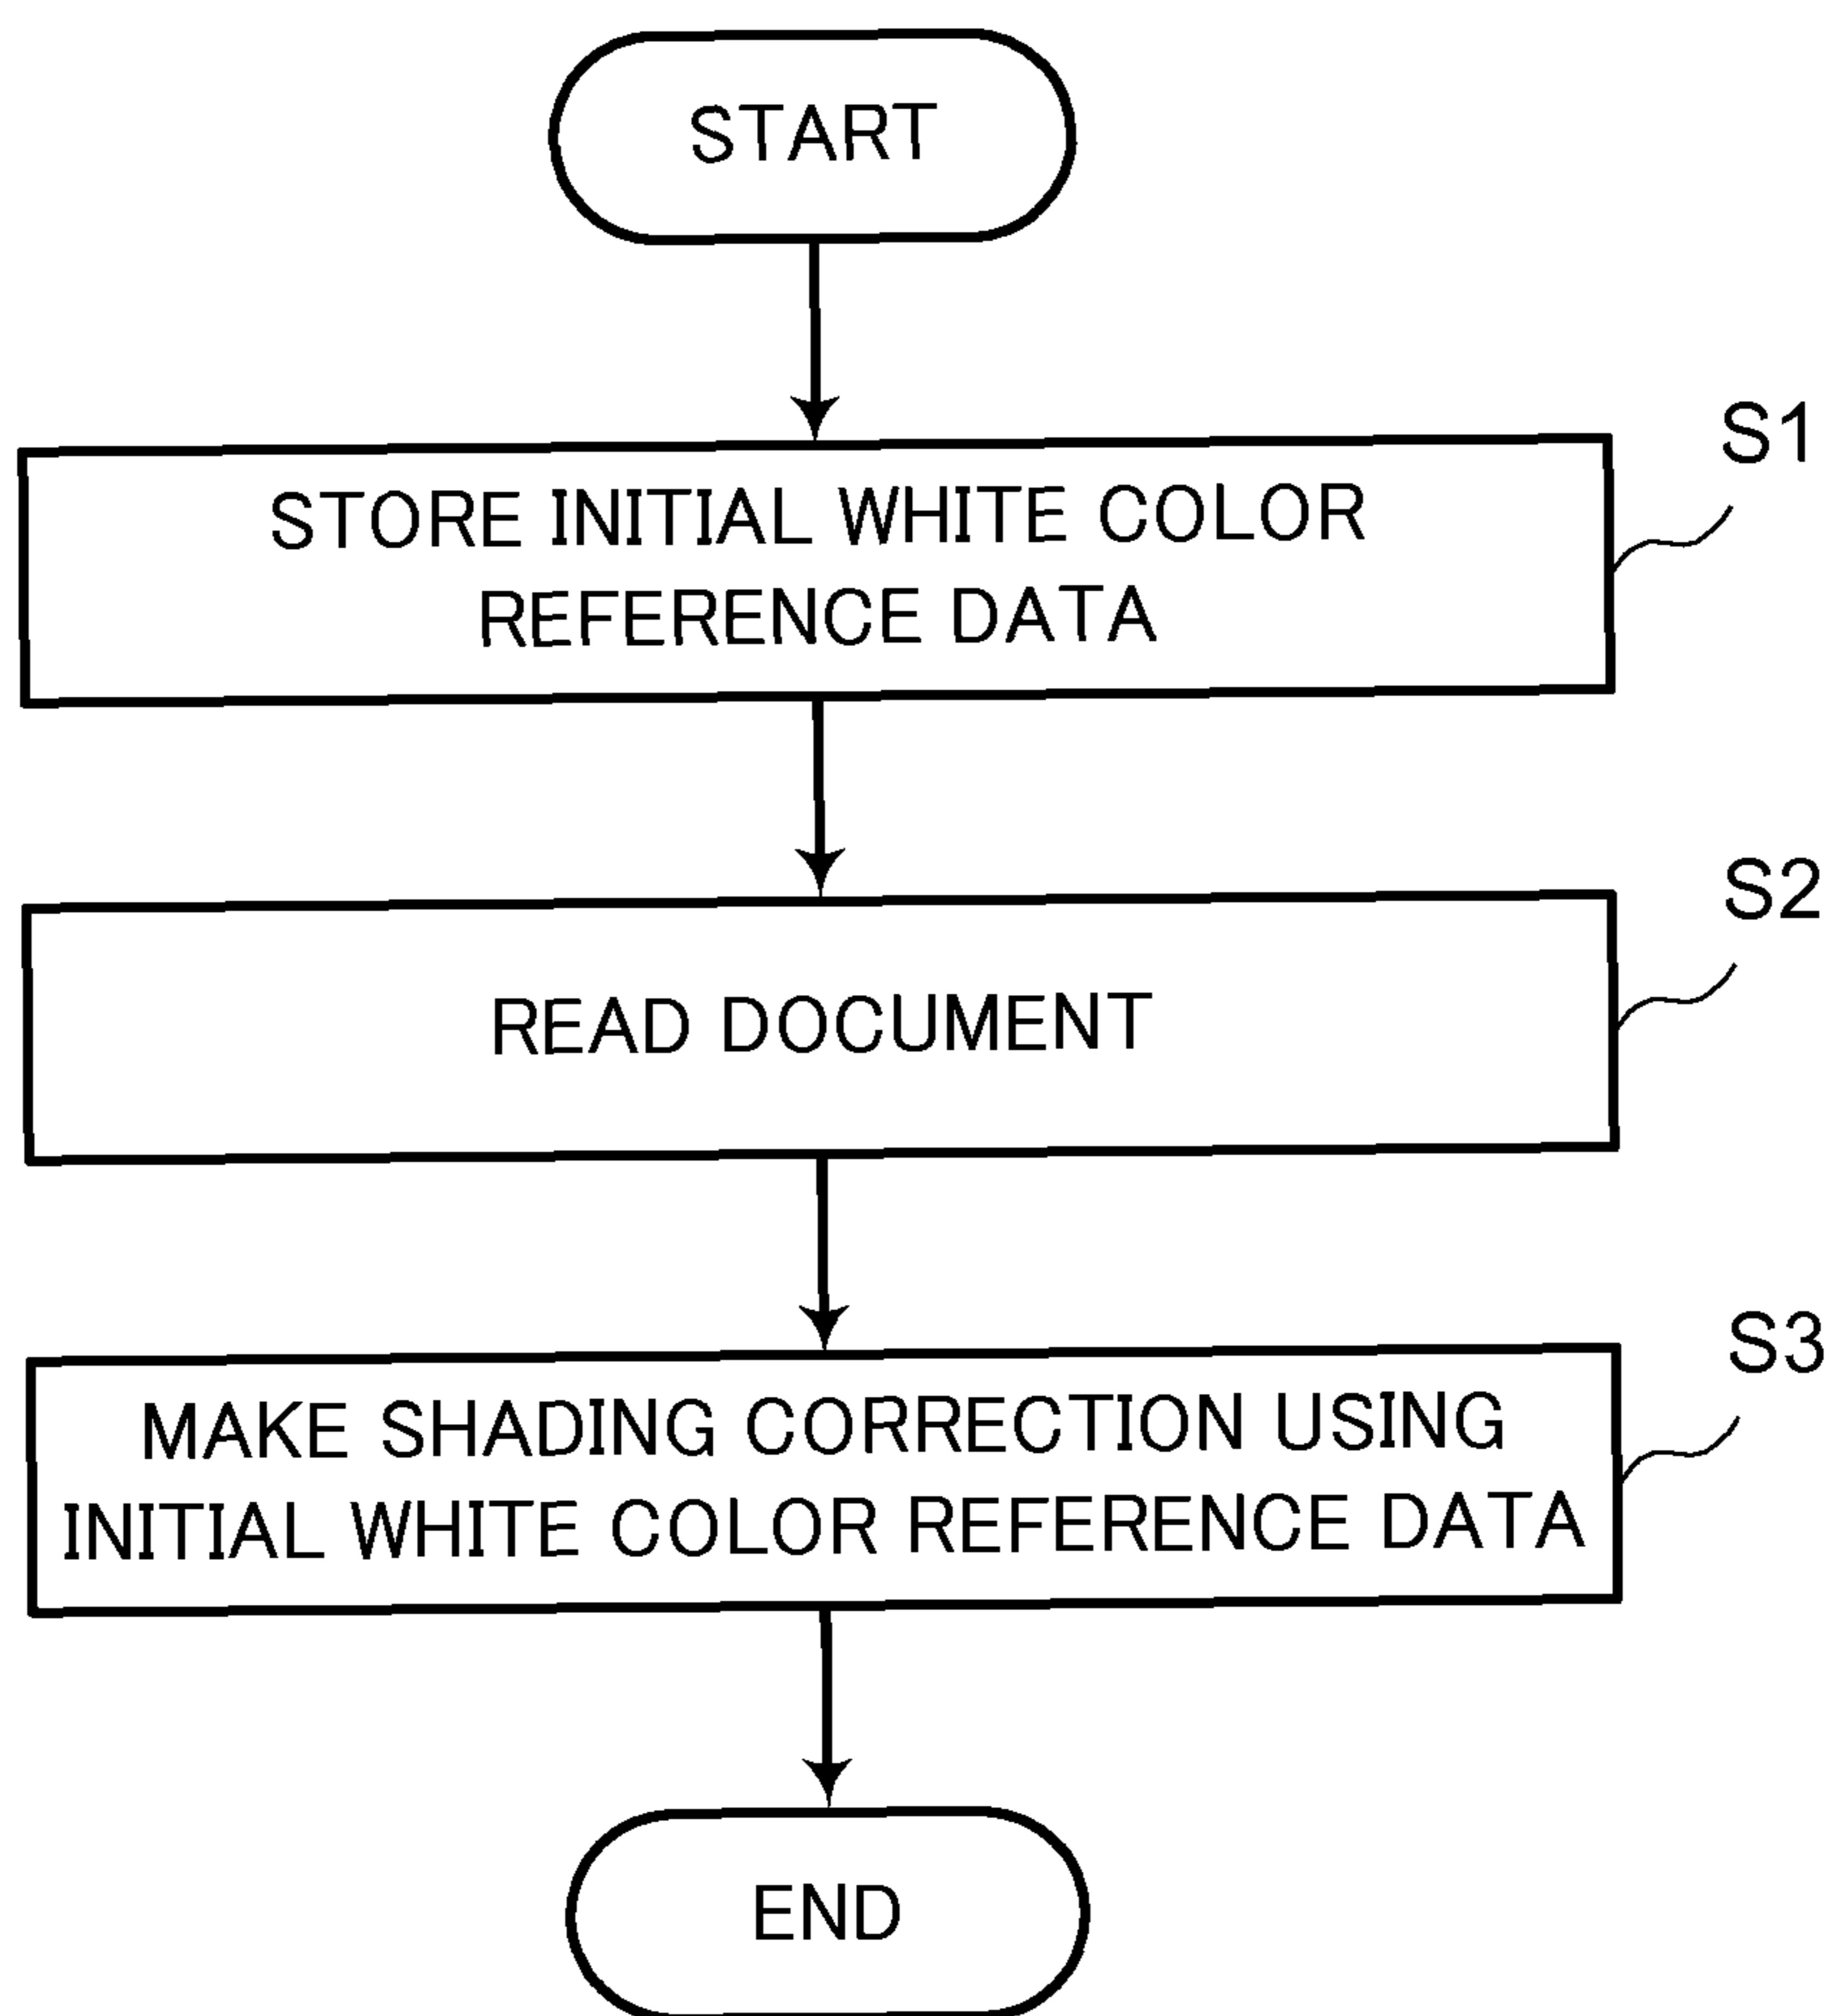 START
S1
STORE INITIAL WHITE COLOR
REFERENCE DATA
S2
READ DOCUMENT
S3
MAKE SHADING CORRECTION USING
INITIAL WHITE COLOR REFERENCE DATA
END